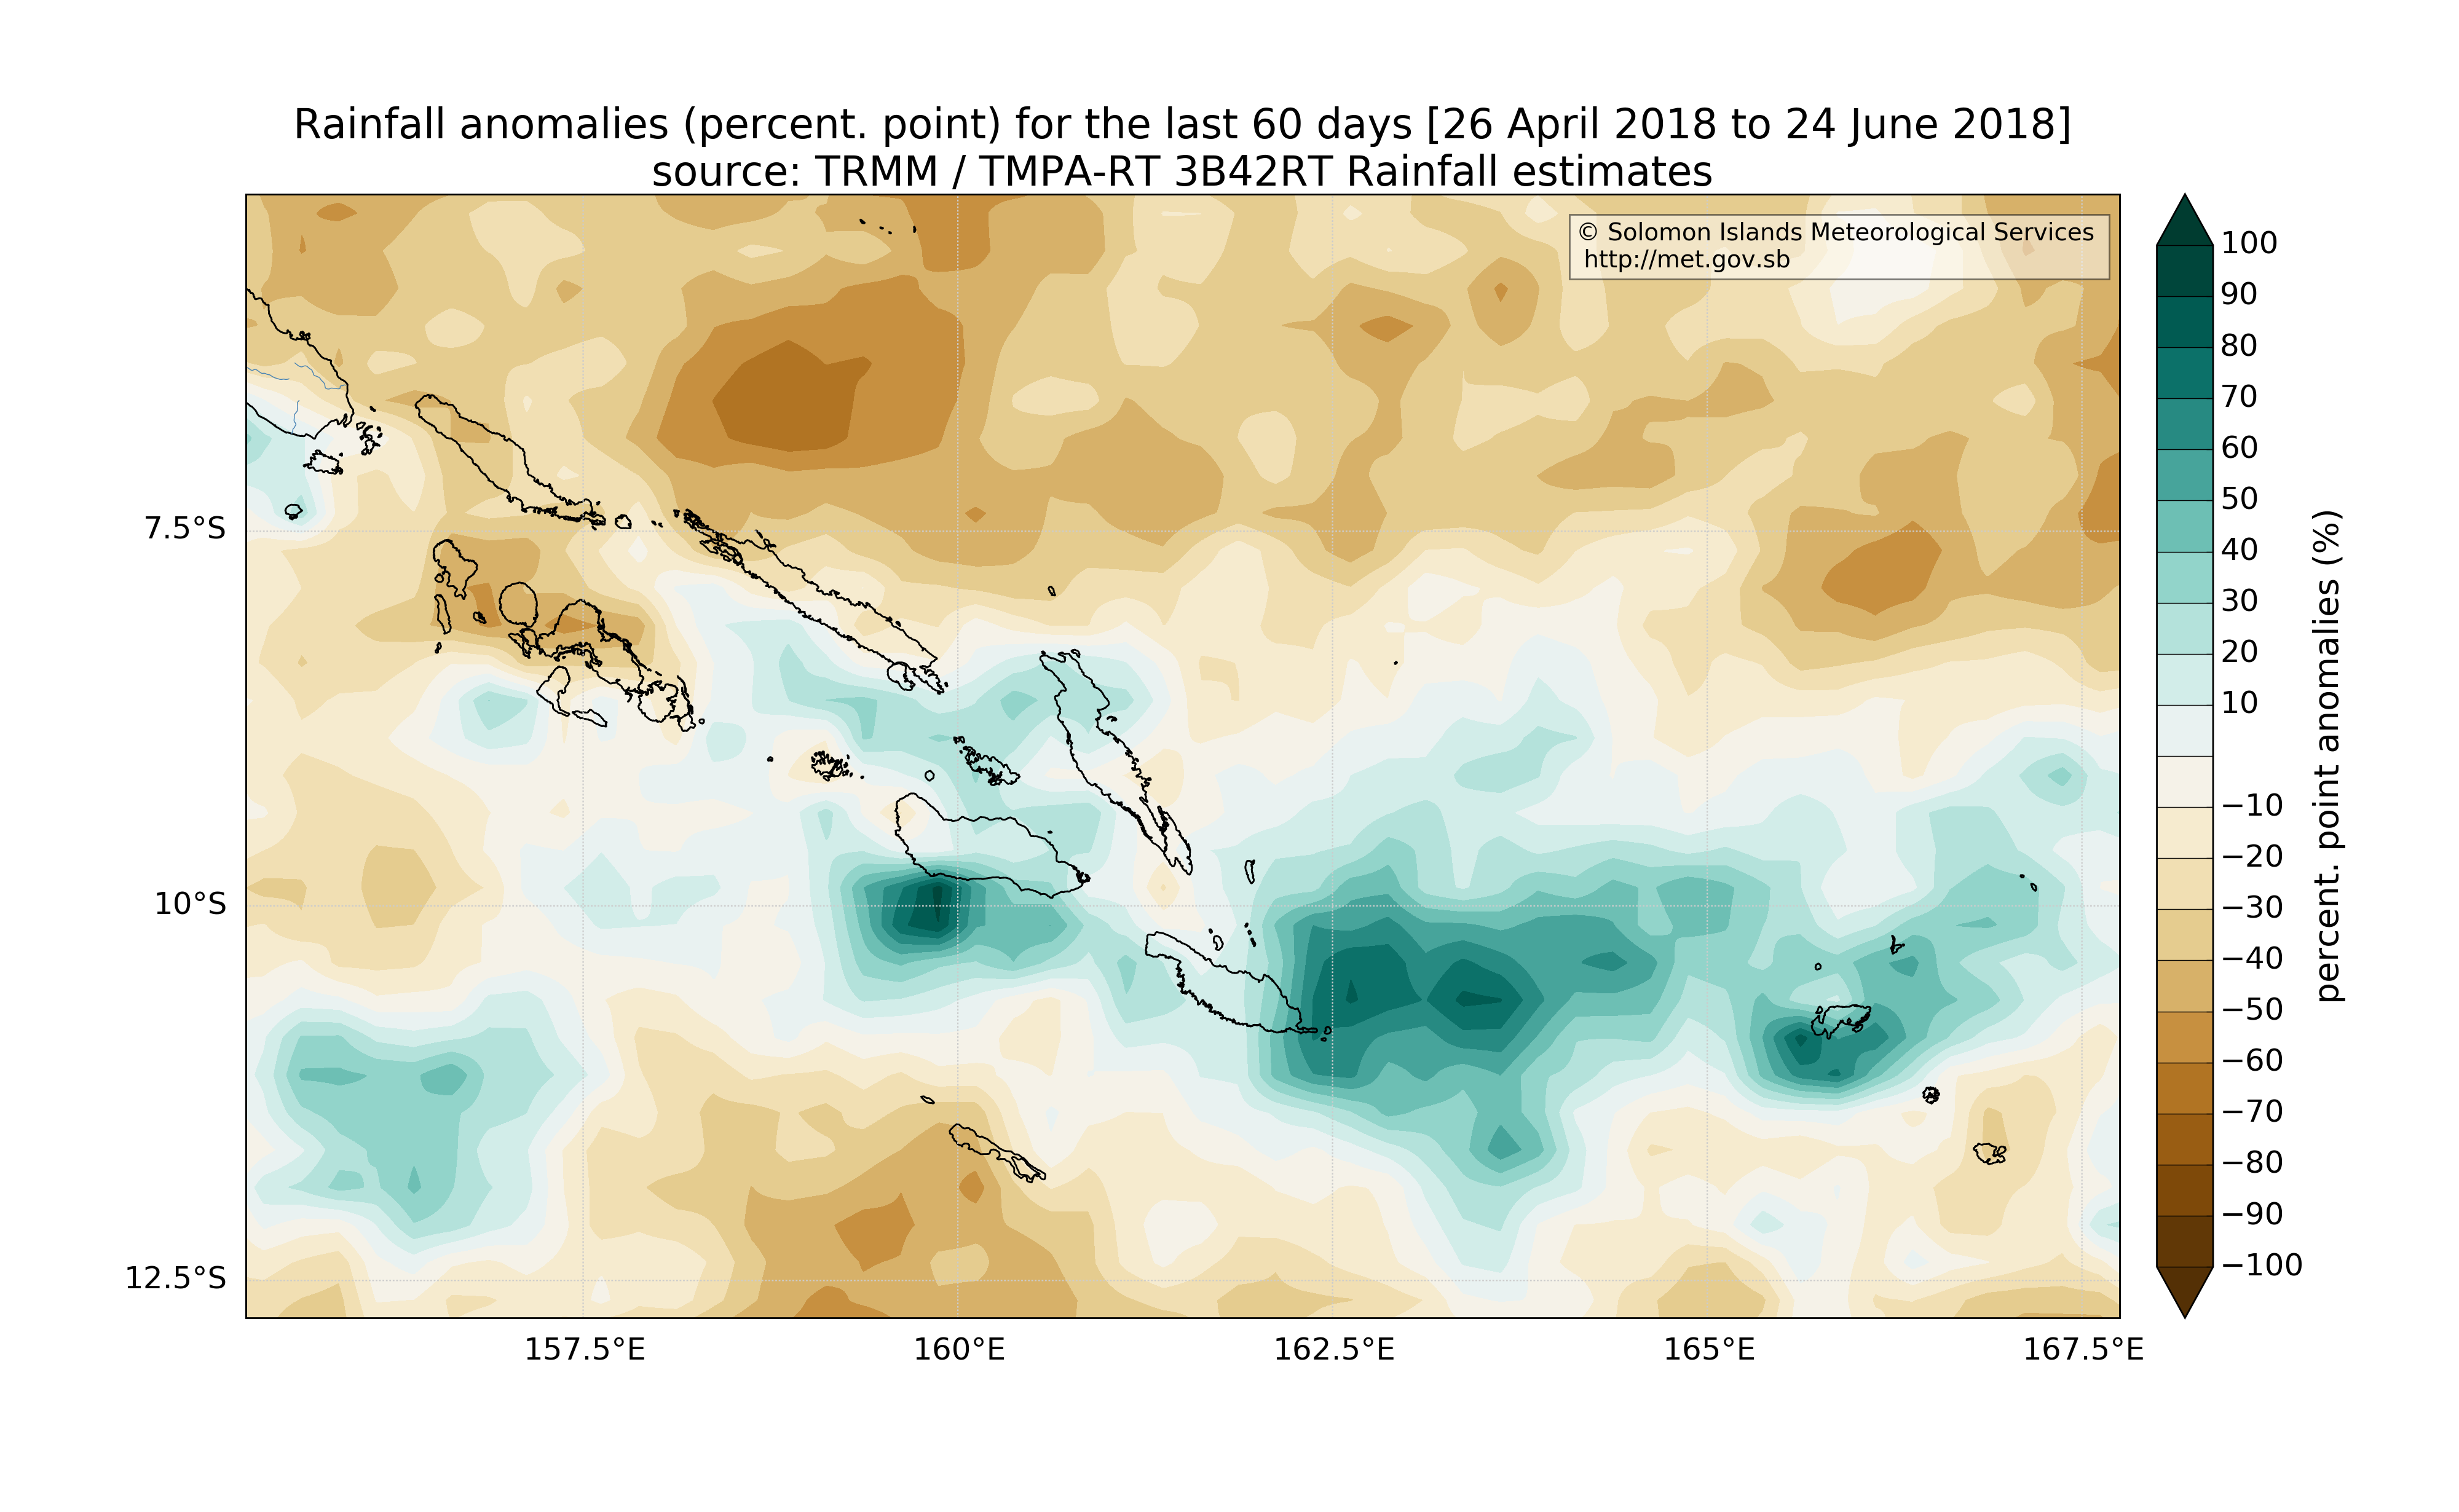 Rainfall anomalies (percent. point) for the last 60 days [26 April 2018 to 24 June 2018]
source: TRMM / TMPA-RT 3B42RT Rainfall estimates
© Solomon Islands Meteorological Services
http://met.gov.sb
7.5°S
10°S
12.5°S
157.5°E
160°E
162.5°E
165°E
167.5°E
100
90
80
70
60
50
40
30
20
10
−10
−20
−30
−40
−50
−60
−70
−80
−90
−100
percent. point anomalies (%)